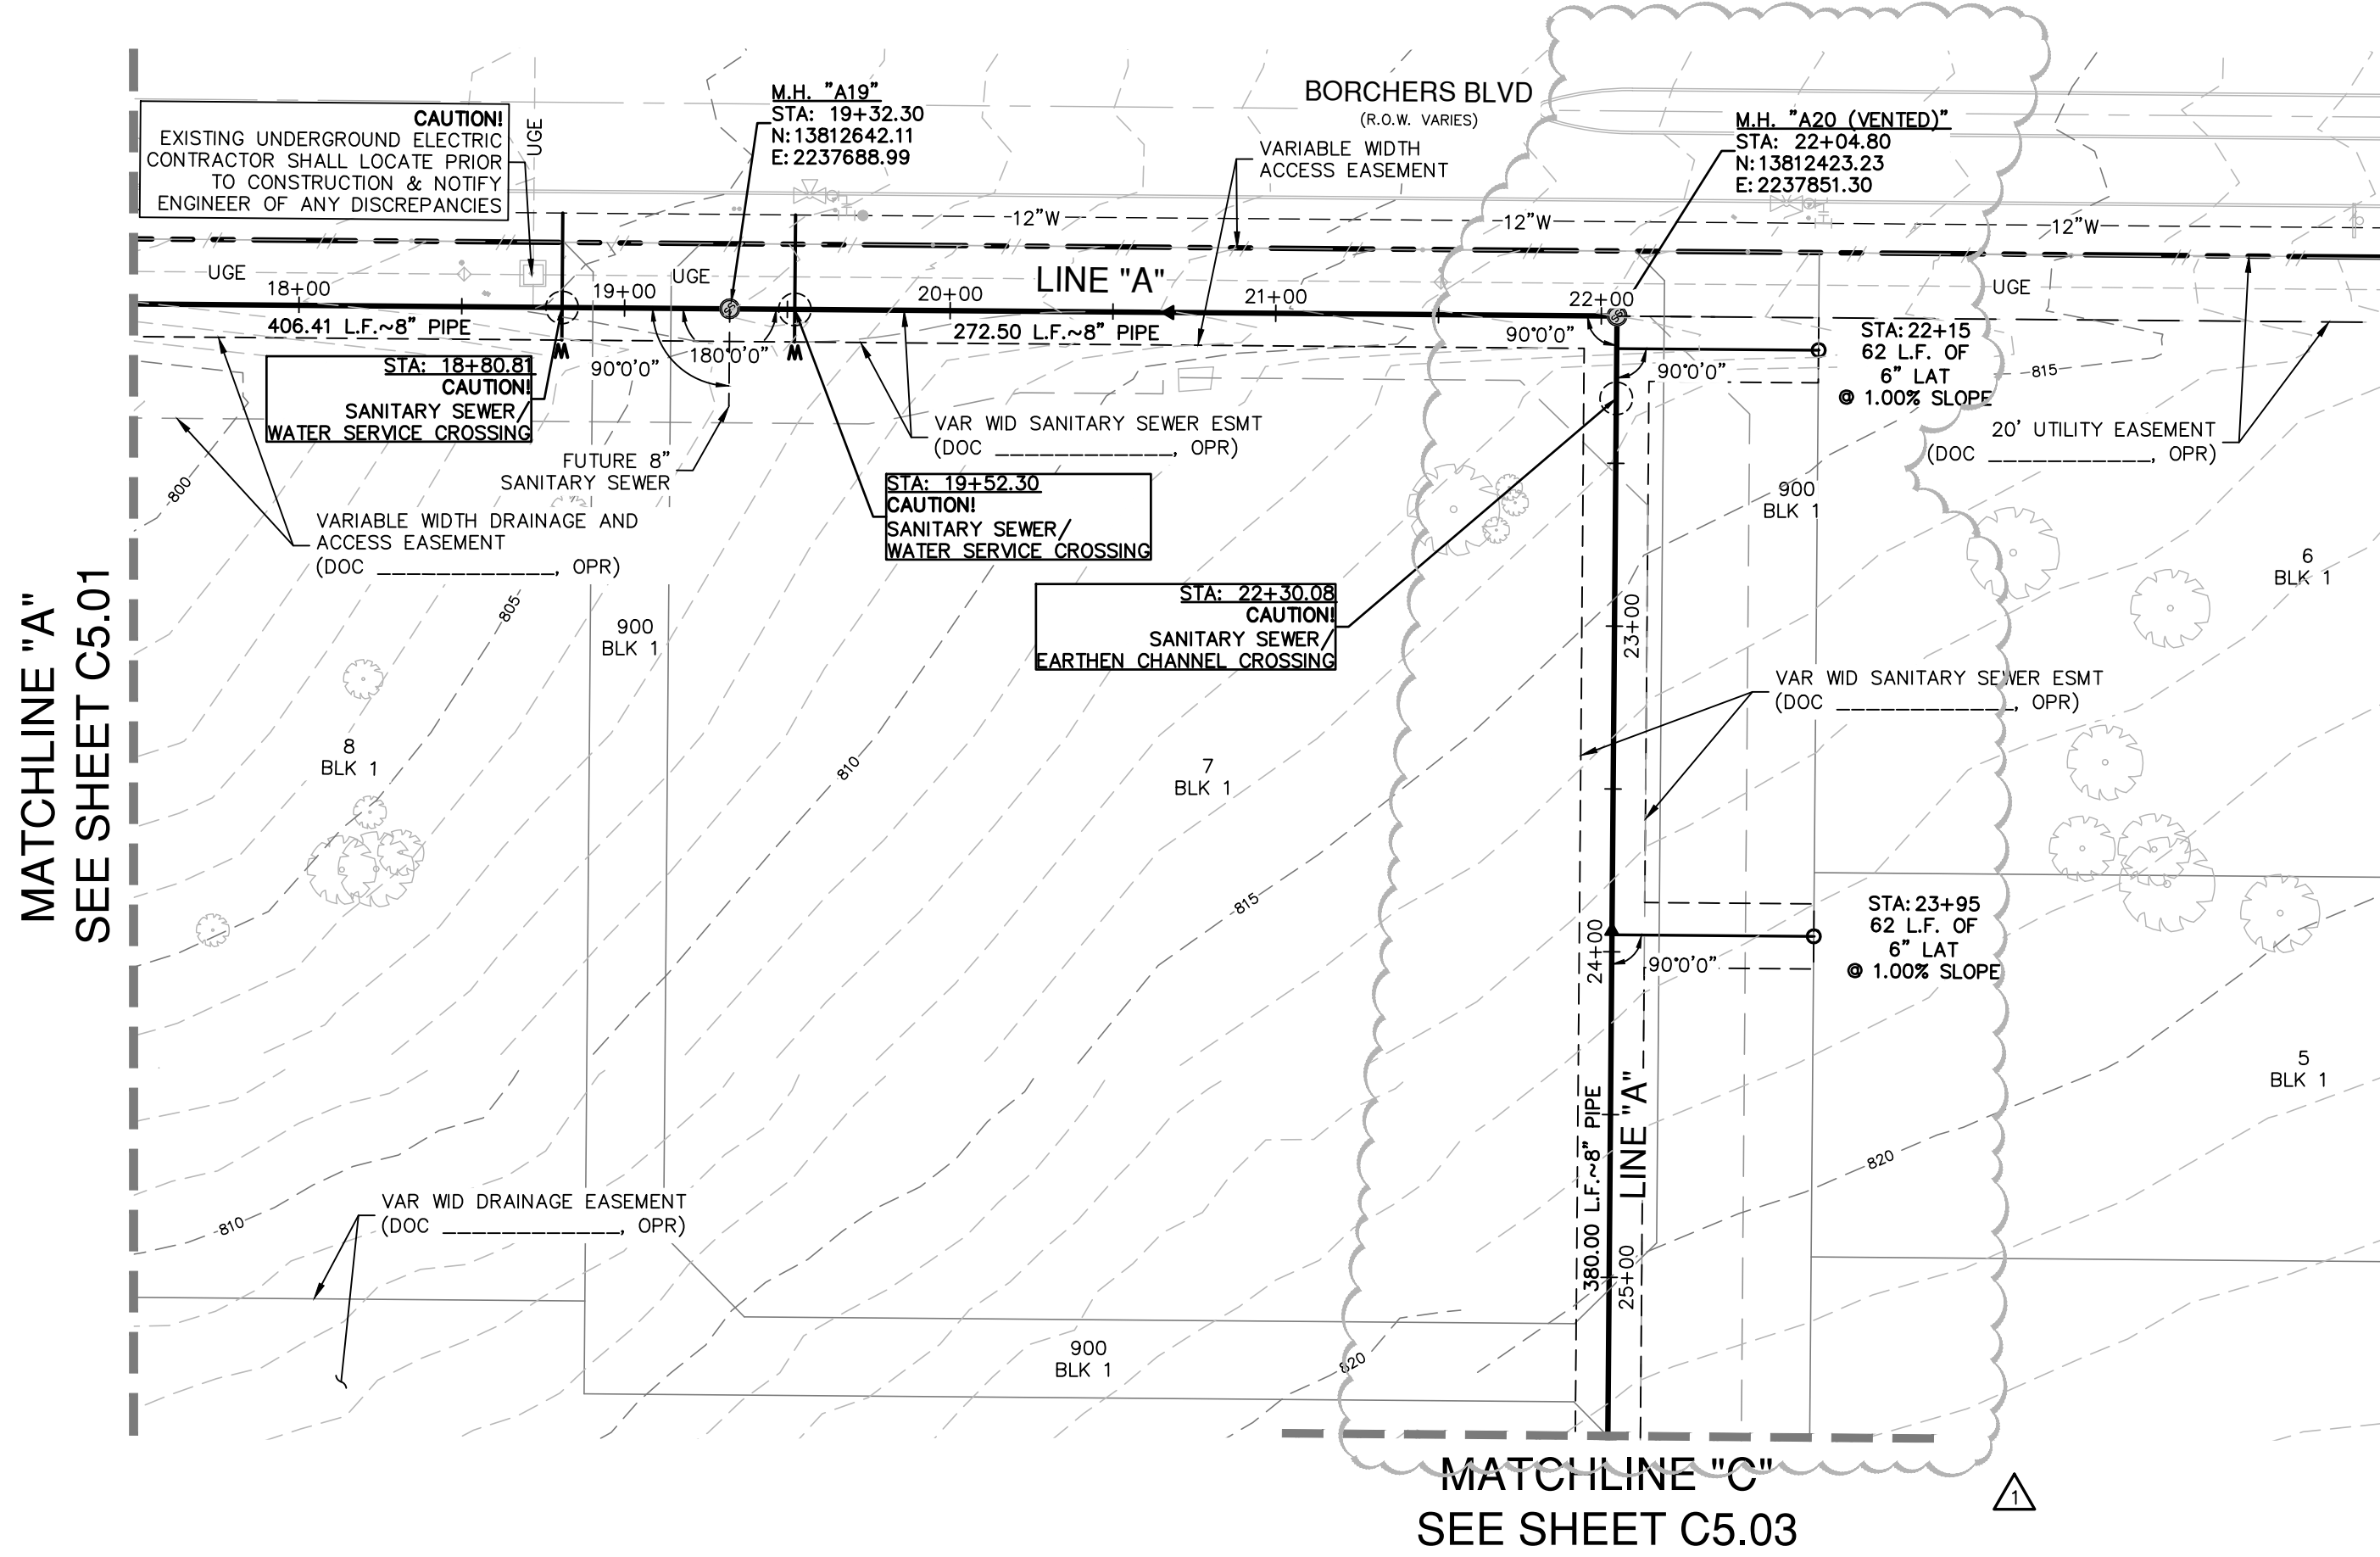 CAUTION!
EXISTING UNDERGROUND ELECTRIC
CONTRACTOR SHALL LOCATE PRIOR
TO CONSTRUCTION & NOTIFY
ENGINEER OF ANY DISCREPANCIES
UGE
M.H. "A19"
STA: 19+32.30
N:13812642.11
E:2237688.99
BORCHERS BLVD
(R.O.W. VARIES)
VARIABLE WIDTH
ACCESS EASEMENT
M.H. "A20 (VENTED)"
STA: 22+04.80
N:13812423.23
E:2237851.30
12"W
12"W
12"W
UGE
UGE
UGE
LINE "A"
18+00
19+00
20+00
21+00
22+00
406.41 L.F.~8" PIPE
272.50 L.F.~8" PIPE
90°0'0"
180°0'0"
90°0'0"
90°0'0"
STA: 18+80.81
CAUTION!
SANITARY SEWER/
WATER SERVICE CROSSING
STA:22+15
62 L.F. OF
6" LAT
@ 1.00% SLOPE
815
20' UTILITY EASEMENT
(DOC ___________, OPR)
VAR WID SANITARY SEWER ESMT
(DOC ____________, OPR)
FUTURE 8"
SANITARY SEWER
STA: 19+52.30
CAUTION!
SANITARY SEWER/
WATER SERVICE CROSSING
800
VARIABLE WIDTH DRAINAGE AND
ACCESS EASEMENT
(DOC ____________, OPR)
900
BLK 1
6
BLK 1
STA: 22+30.08
CAUTION!
SANITARY SEWER/
EARTHEN CHANNEL CROSSING
805
900
BLK 1
23+00
VAR WID SANITARY SEWER ESMT
(DOC ____________, OPR)
MATCHLINE "A"
SEE SHEET C5.01
8
BLK 1
810
7
BLK 1
815
STA:23+95
62 L.F. OF
6" LAT
@ 1.00% SLOPE
24+00
90°0'0"
5
BLK 1
380.00 L.F.~8" PIPE
LINE "A"
820
VAR WID DRAINAGE EASEMENT
(DOC ____________, OPR)
810
25+00
900
BLK 1
820
MATCHLINE "C"
SEE SHEET C5.03
1